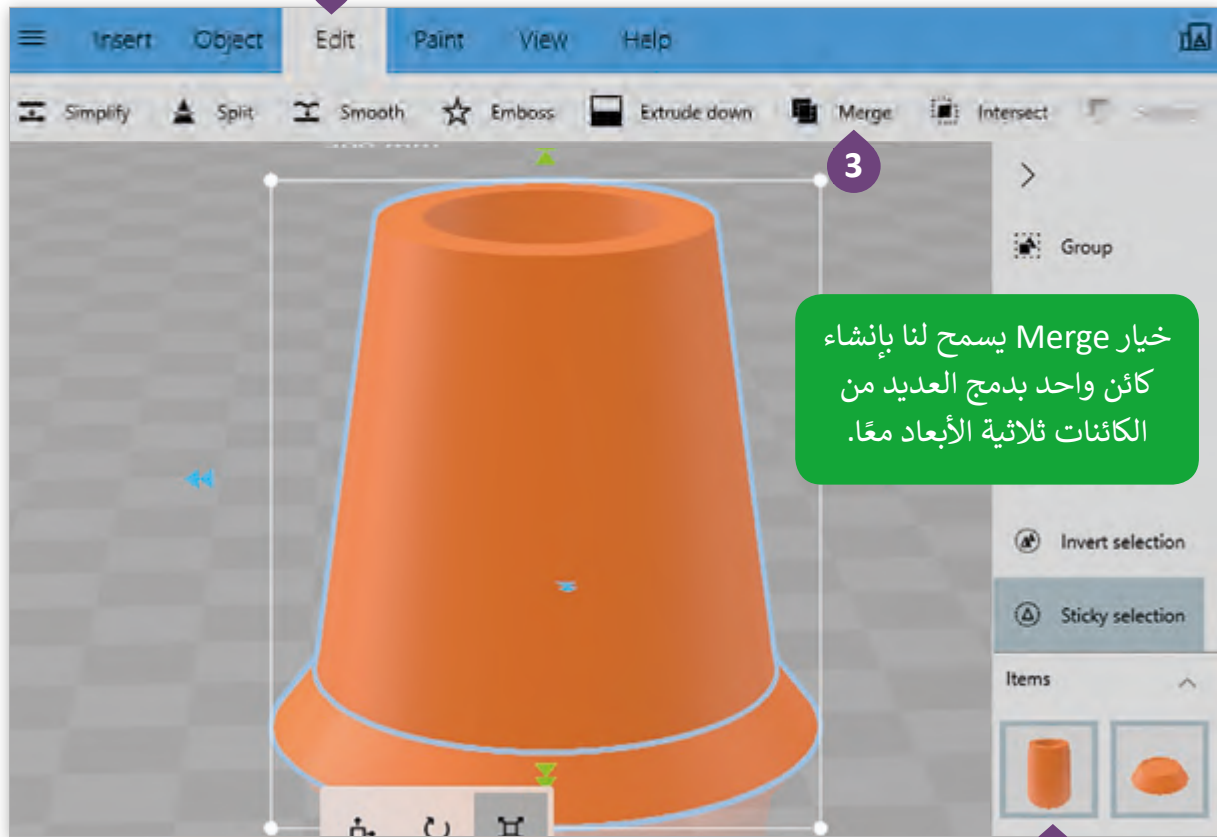 Insert Object Edit Paint View Help
Simplify Split Smooth Emboss Extrude down Merge Intersect
3
Group
خيار Merge يسمح لنا بإنشاء
كائن واحد بدمج العديد من
الكائنات ثلاثية الأبعاد معًا.
Invert selection
Sticky selection
Items